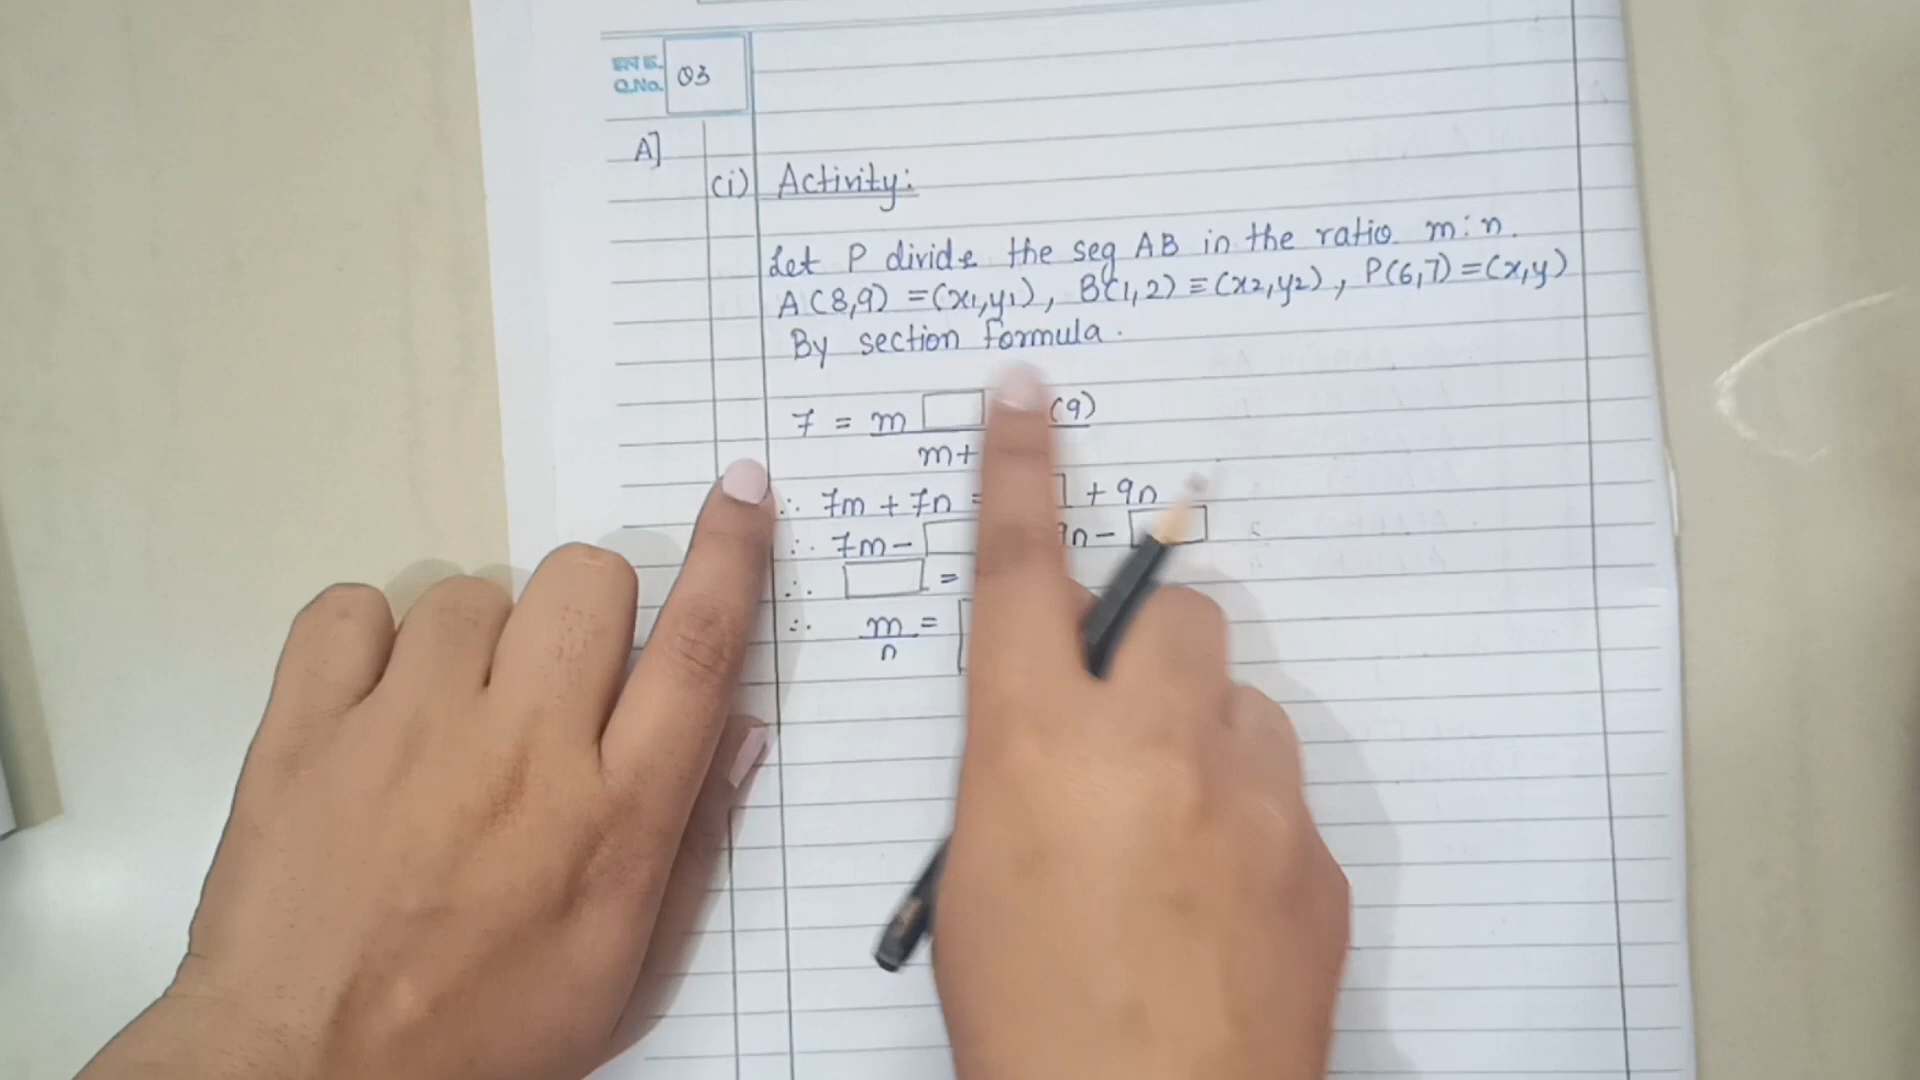 प्रश्न क्र.
Q.No. Q3
A]
(i) Activity:
Let P divide the seg AB in the ratio m:n.
A(8,9) = (x1,y1), B(1,2) ≡ (x2,y2), P(6,7) = (x,y)
By section formula.
7 = m (9)
m+
∴ 7m + 7n = + 9n
∴ 7m - 9n -
∴ =
∴ m =
n